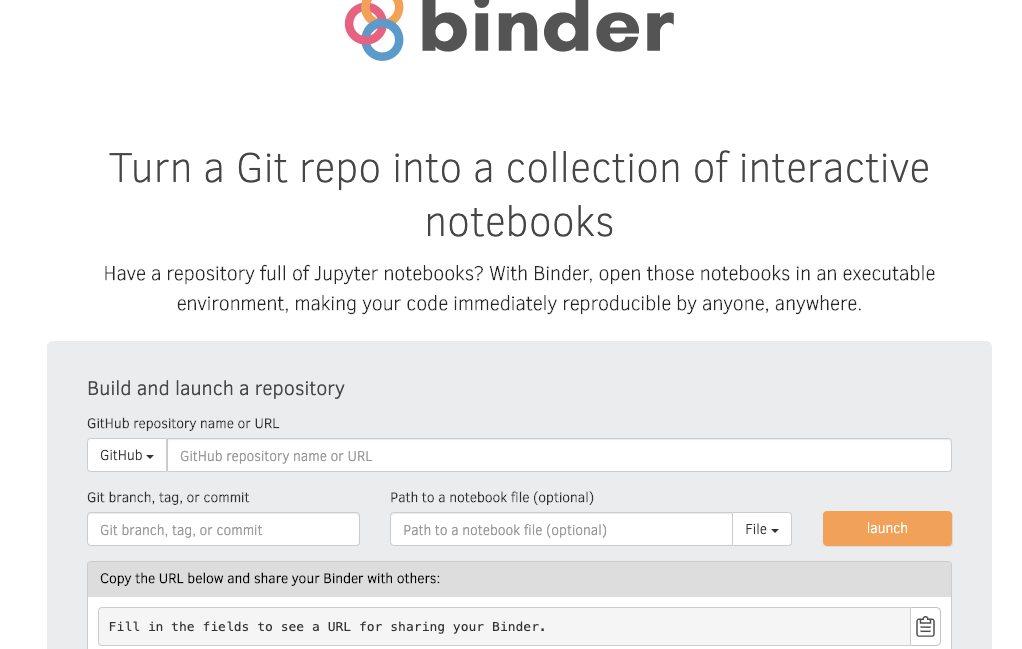 binder
Turn a Git repo into a collection of interactive
notebooks
Have a repository full of Jupyter notebooks? With Binder, open those notebooks in an executable
environment, making your code immediately reproducible by anyone, anywhere.
Build and launch a repository
GitHub repository name or URL
GitHub GitHub repository name or URL
Git branch, tag, or commit Path to a notebook file (optional)
Git branch, tag, or commit Path to a notebook file (optional) File launch
Copy the URL below and share your Binder with others:
Fill in the fields to see a URL for sharing your Binder.